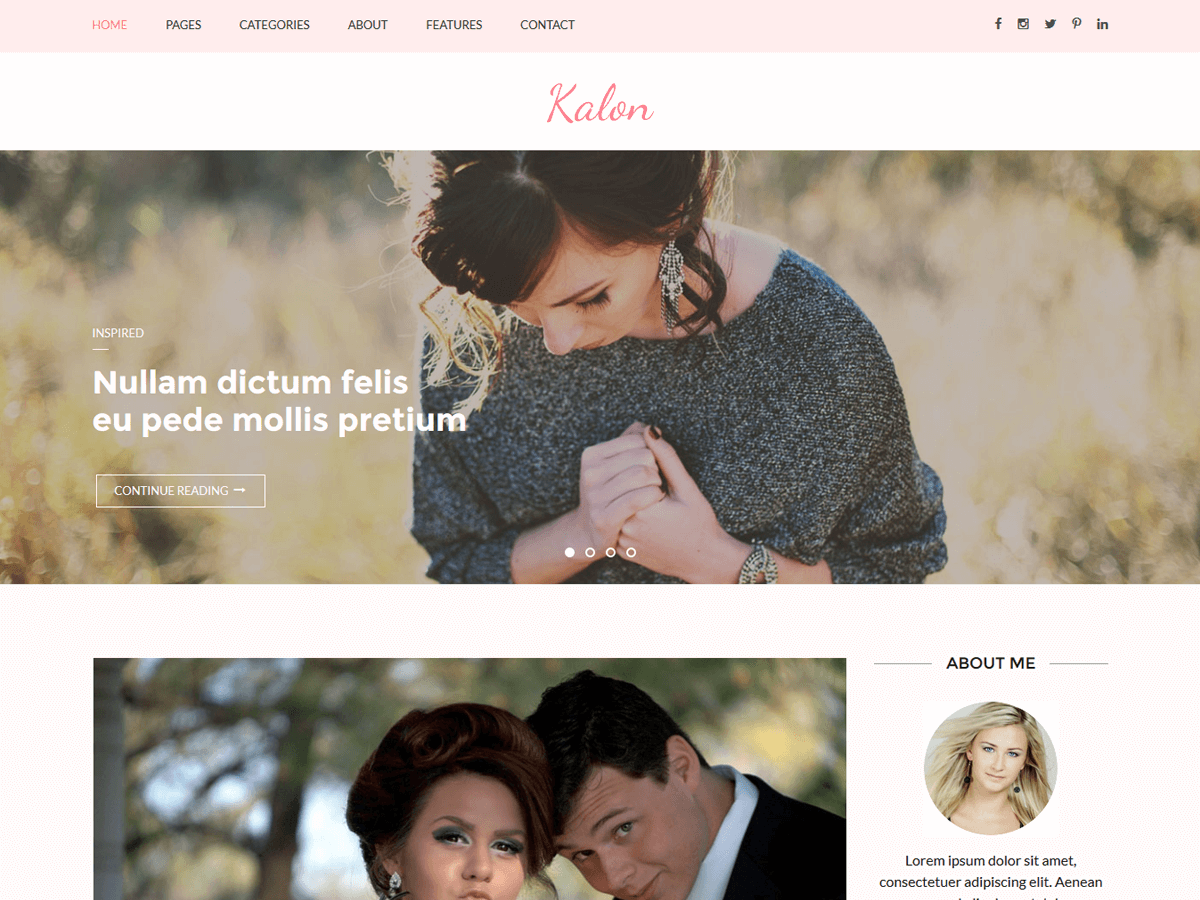 HOME PAGES CATEGORIES ABOUT FEATURES CONTACT
Kalon
INSPIRED
Nullam dictum felis
eu pede mollis pretium
CONTINUE READING →
ABOUT ME
Lorem ipsum dolor sit amet,
consectetuer adipiscing elit. Aenean